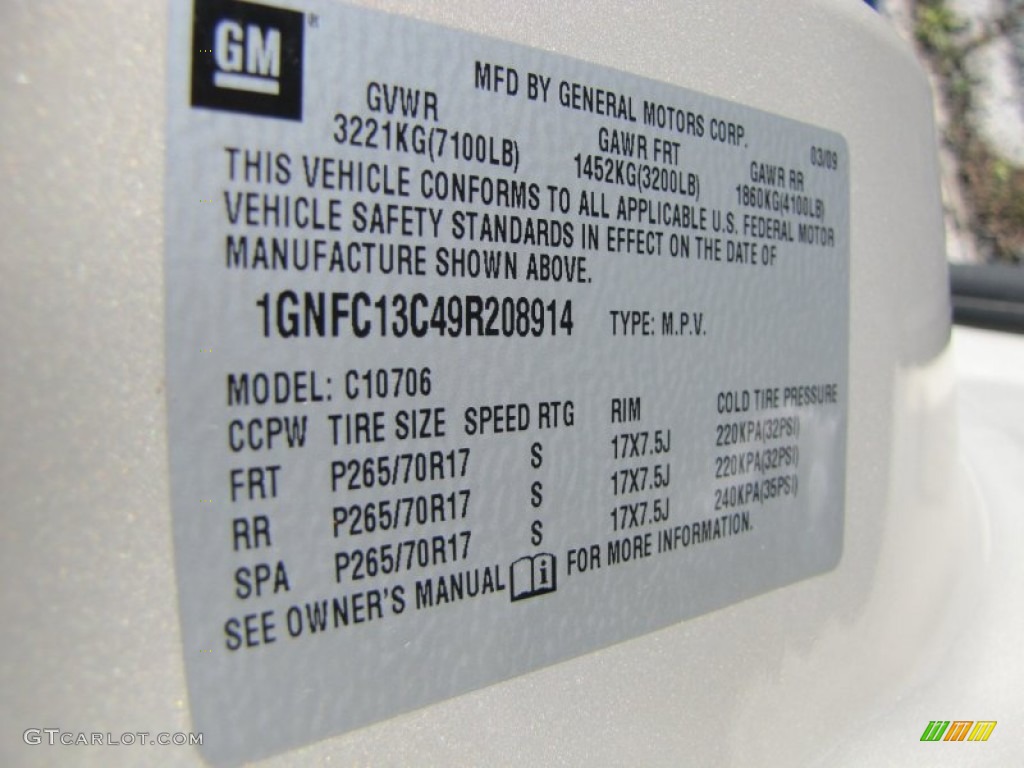 GM®
MFD BY GENERAL MOTORS CORP.
03/09
GVWR GAWR FRT GAWR RR
3221KG(7100LB) 1452KG(3200LB) 1860KG(4100LB)
THIS VEHICLE CONFORMS TO ALL APPLICABLE U.S. FEDERAL MOTOR
VEHICLE SAFETY STANDARDS IN EFFECT ON THE DATE OF
MANUFACTURE SHOWN ABOVE.
1GNFC13C49R208914 TYPE: M.P.V.
MODEL: C10706
CCPW TIRE SIZE SPEED RTG RIM COLD TIRE PRESSURE
FRT P265/70R17 S 17X7.5J 220KPA(32PSI)
RR P265/70R17 S 17X7.5J 220KPA(32PSI)
SPA P265/70R17 S 17X7.5J 240KPA(35PSI)
SEE OWNER'S MANUAL i FOR MORE INFORMATION.
GTCARLOT.COM